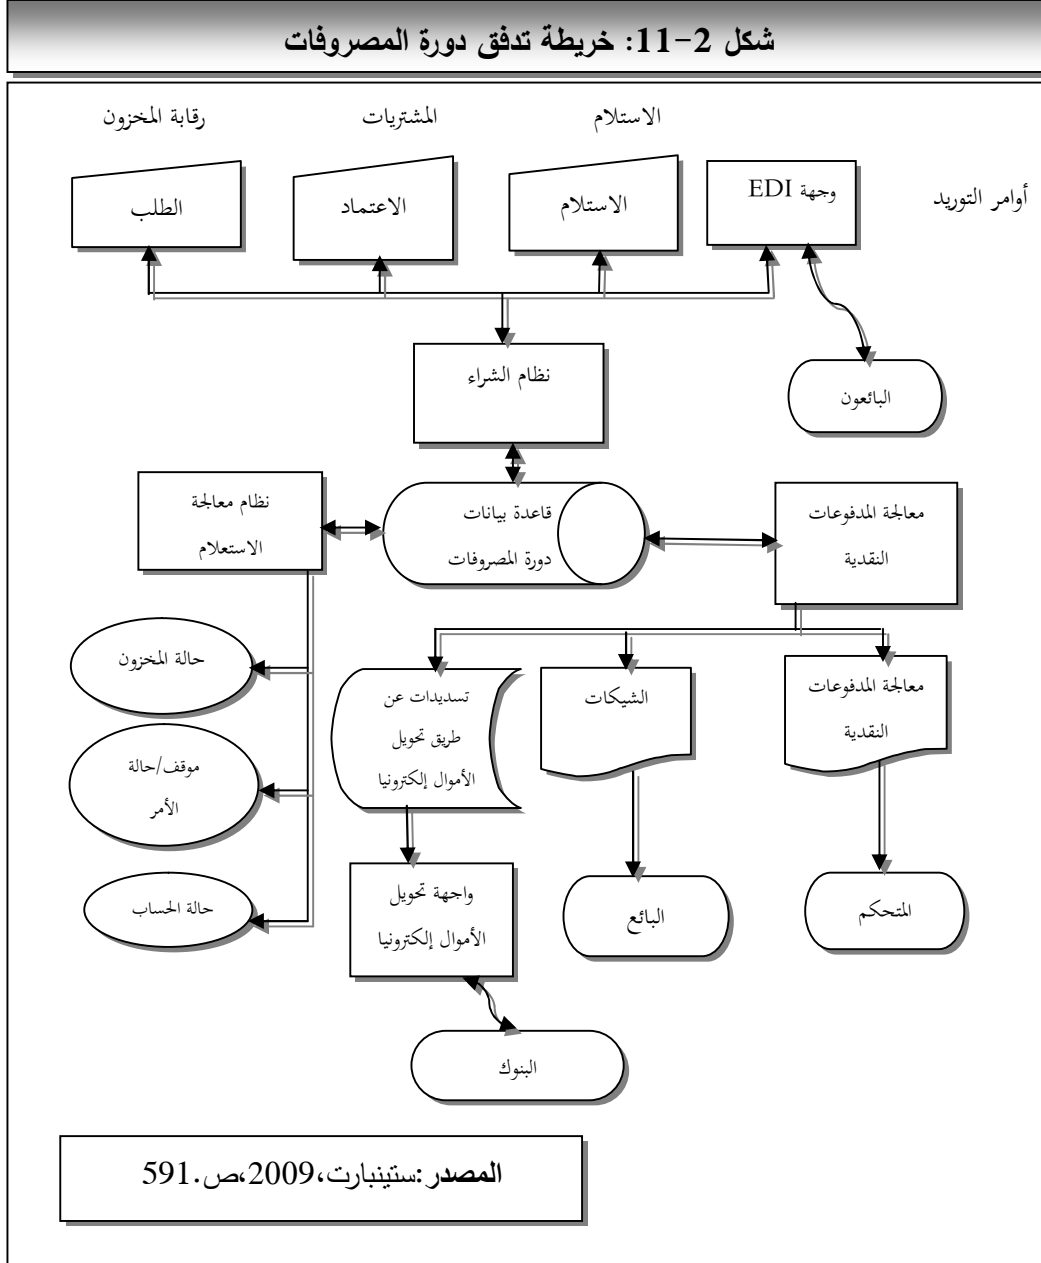 شكل 2-11: خريطة تدفق دورة المصروفات
الاستلام
المشتريات
رقابة المخزون
أوامر التوريد
وجهة EDI
الاستلام
الاعتماد
الطلب
نظام الشراء
البائعون
نظام معالجة
الاستعلام
قاعدة بيانات
دورة المصروفات
معالجة المدفوعات
النقدية
حالة المخزون
موقف/حالة
الأمر
حالة الحساب
تسديدات عن
طريق تحويل
الأموال إلكترونيا
الشيكات
معالجة المدفوعات
النقدية
واجهة تحويل
الأموال إلكترونيا
البائع
المتحكم
البنوك
المصدر:ستينبارت،2009،ص.591